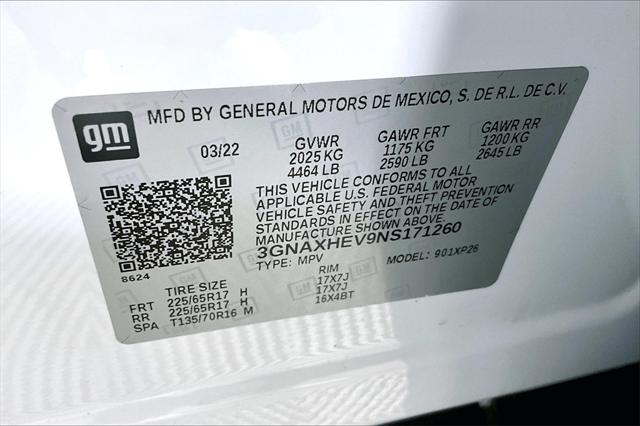 gm
MFD BY GENERAL MOTORS DE MEXICO, S. DE R.L. DE C.V.
03/22 GVWR GAWR FRT GAWR RR
2025 KG 1175 KG 1200 KG
4464 LB 2590 LB 2645 LB
THIS VEHICLE CONFORMS TO ALL
APPLICABLE U.S. FEDERAL MOTOR
VEHICLE SAFETY AND THEFT PREVENTION
STANDARDS IN EFFECT ON THE DATE OF
MANUFACTURE.
3GNAXHEV9NS171260
TYPE: MPV MODEL: 901XP26
8624
TIRE SIZE RIM
FRT 225/65R17 H 17X7J
RR 225/65R17 H 17X7J
SPA T135/70R16 M 16X4BT